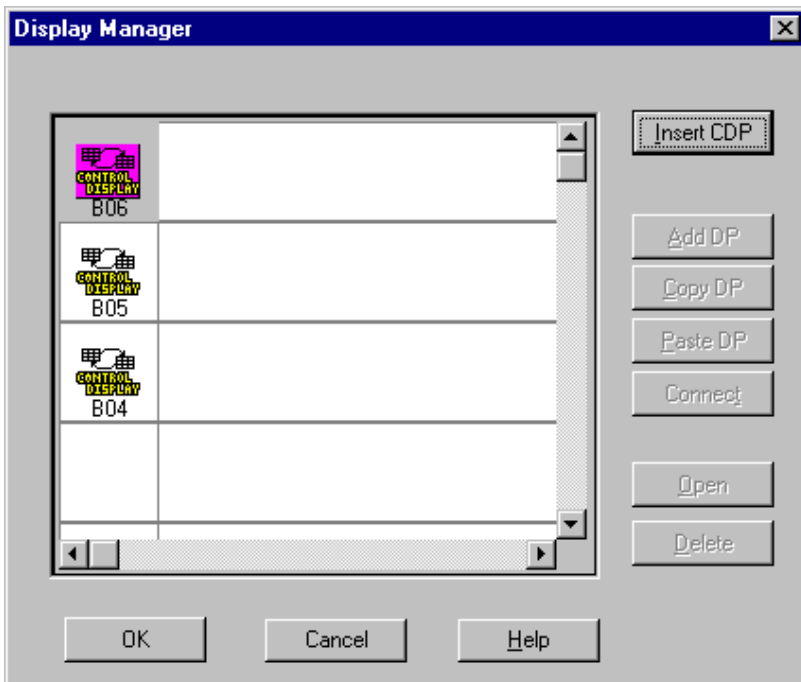 Display Manager
Insert CDP
CONTROL
DISPLAY
B06
Add DP
CONTROL
DISPLAY
B05
Copy DP
Paste DP
CONTROL
DISPLAY
B04
Connect
Open
Delete
OK
Cancel
Help